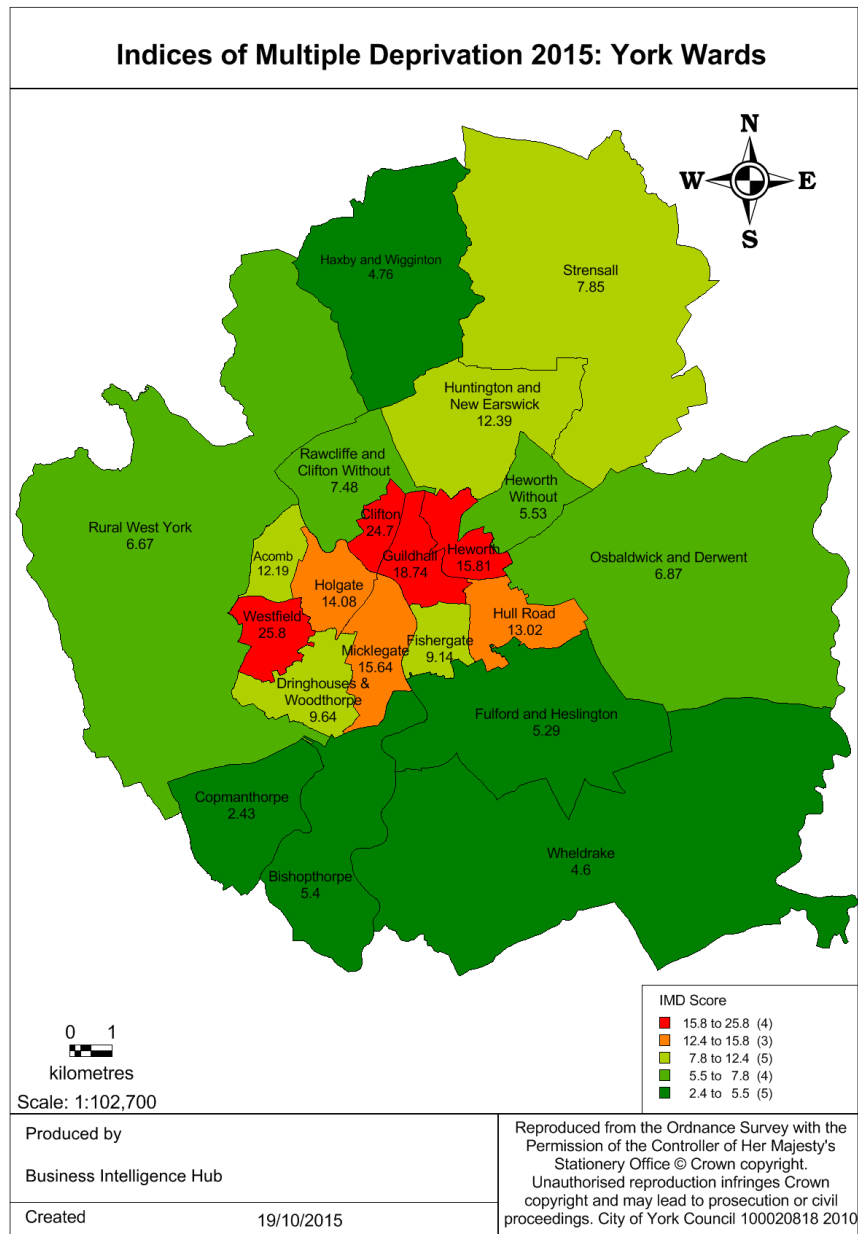 Indices of Multiple Deprivation 2015: York Wards
N
W
E
S
Haxby and Wigginton
4.76
Strensall
7.85
Huntington and
New Earswick
12.39
Rawcliffe and
Clifton Without
7.48
Heworth
Without
5.53
Rural West York
6.67
Clifton
24.7
Guildhall
18.74
Heworth
15.81
Osbaldwick and Derwent
6.87
Acomb
12.19
Holgate
14.08
Westfield
25.8
Hull Road
13.02
Micklegate
15.64
Fishergate
9.14
Dringhouses &
Woodthorpe
9.64
Fulford and Heslington
5.29
Copmanthorpe
2.43
Bishopthorpe
5.4
Wheldrake
4.6
0 1
kilometres
Scale: 1:102,700
IMD Score
15.8 to 25.8 (4)
12.4 to 15.8 (3)
7.8 to 12.4 (5)
5.5 to 7.8 (4)
2.4 to 5.5 (5)
Produced by
Business Intelligence Hub
Created 19/10/2015
Reproduced from the Ordnance Survey with the
Permission of the Controller of Her Majesty's
Stationery Office © Crown copyright.
Unauthorised reproduction infringes Crown
copyright and may lead to prosecution or civil
proceedings. City of York Council 100020818 2010